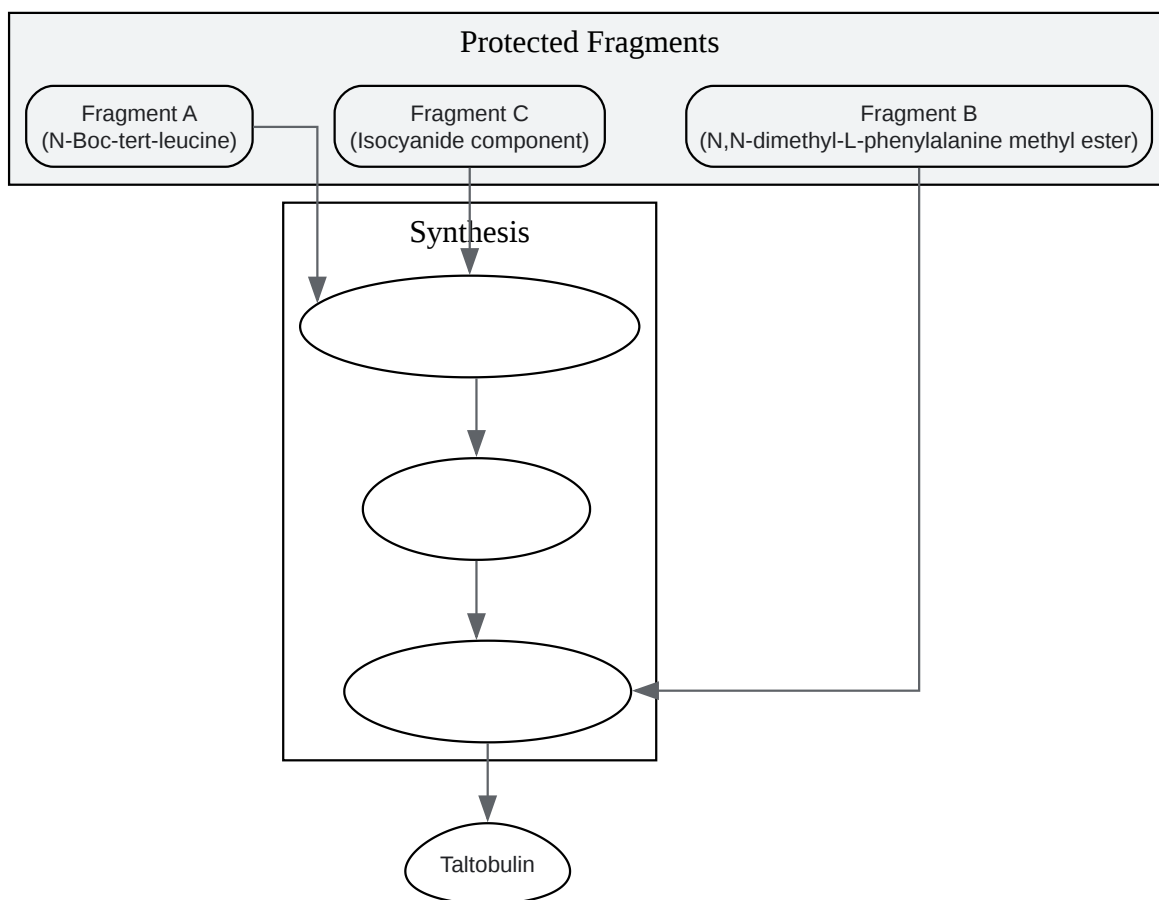 Protected Fragments
Fragment A
(N-Boc-tert-leucine)
Fragment C
(Isocyanide component)
Fragment B
(N,N-dimethyl-L-phenylalanine methyl ester)
Synthesis
Taltobulin